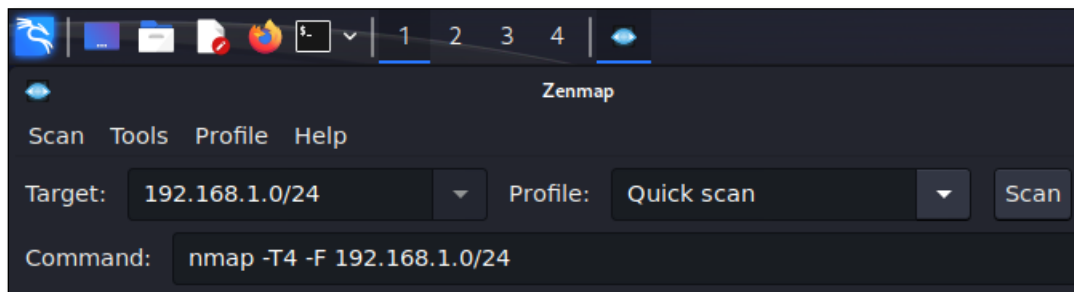 1 2 3 4
Zenmap
Scan Tools Profile Help
Target: 192.168.1.0/24 Profile: Quick scan Scan
Command: nmap -T4 -F 192.168.1.0/24